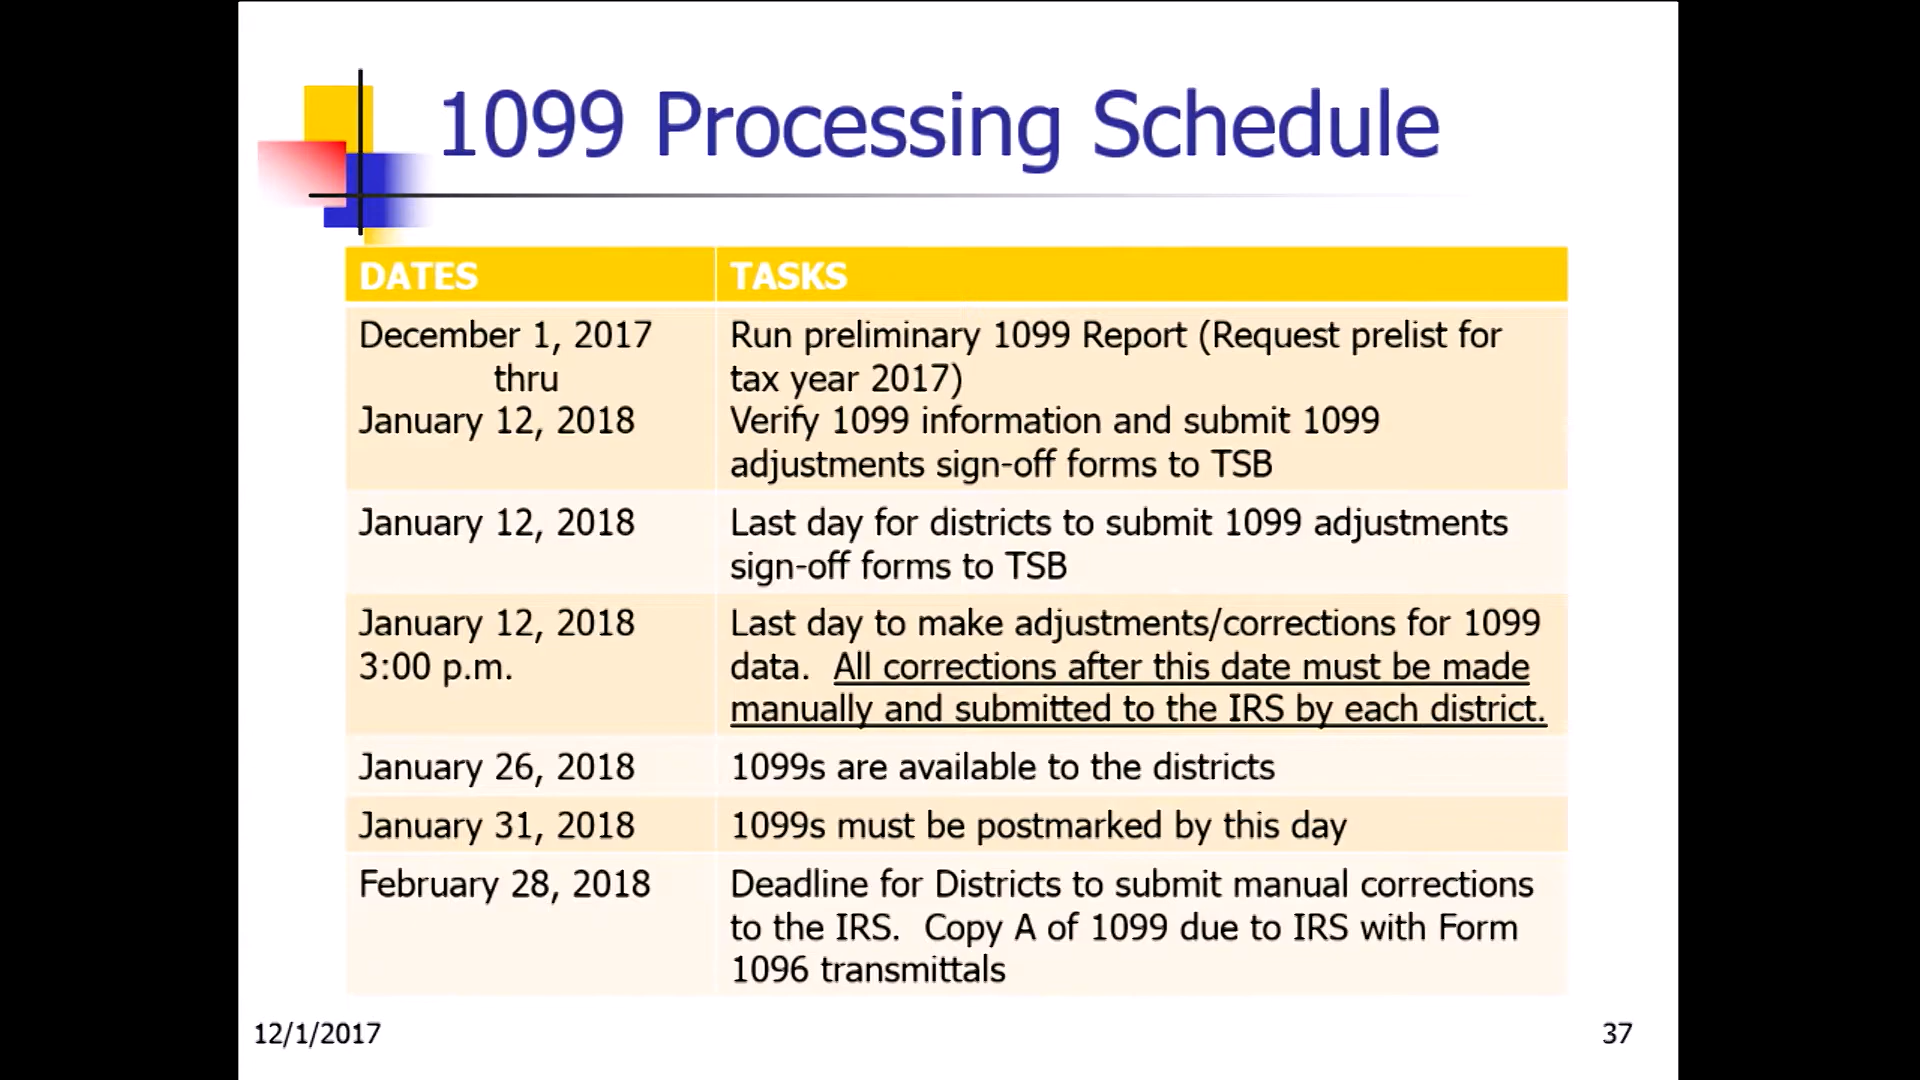 1099 Processing Schedule
DATES
TASKS
December 1, 2017
thru
January 12, 2018
Run preliminary 1099 Report (Request prelist for
tax year 2017)
Verify 1099 information and submit 1099
adjustments sign-off forms to TSB
January 12, 2018
Last day for districts to submit 1099 adjustments
sign-off forms to TSB
January 12, 2018
3:00 p.m.
Last day to make adjustments/corrections for 1099
data. All corrections after this date must be made
manually and submitted to the IRS by each district.
January 26, 2018
1099s are available to the districts
January 31, 2018
1099s must be postmarked by this day
February 28, 2018
Deadline for Districts to submit manual corrections
to the IRS. Copy A of 1099 due to IRS with Form
1096 transmittals
12/1/2017
37